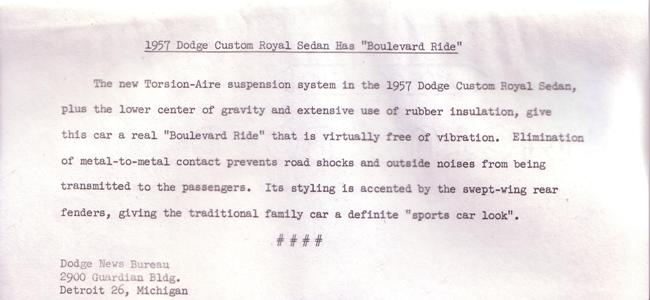 1957 Dodge Custom Royal Sedan Has "Boulevard Ride"
The new Torsion-Aire suspension system in the 1957 Dodge Custom Royal Sedan,
plus the lower center of gravity and extensive use of rubber insulation, give
this car a real "Boulevard Ride" that is virtually free of vibration. Elimination
of metal-to-metal contact prevents road shocks and outside noises from being
transmitted to the passengers. Its styling is accented by the swept-wing rear
fenders, giving the traditional family car a definite "sports car look".
# # # #
Dodge News Bureau
2900 Guardian Bldg.
Detroit 26, Michigan